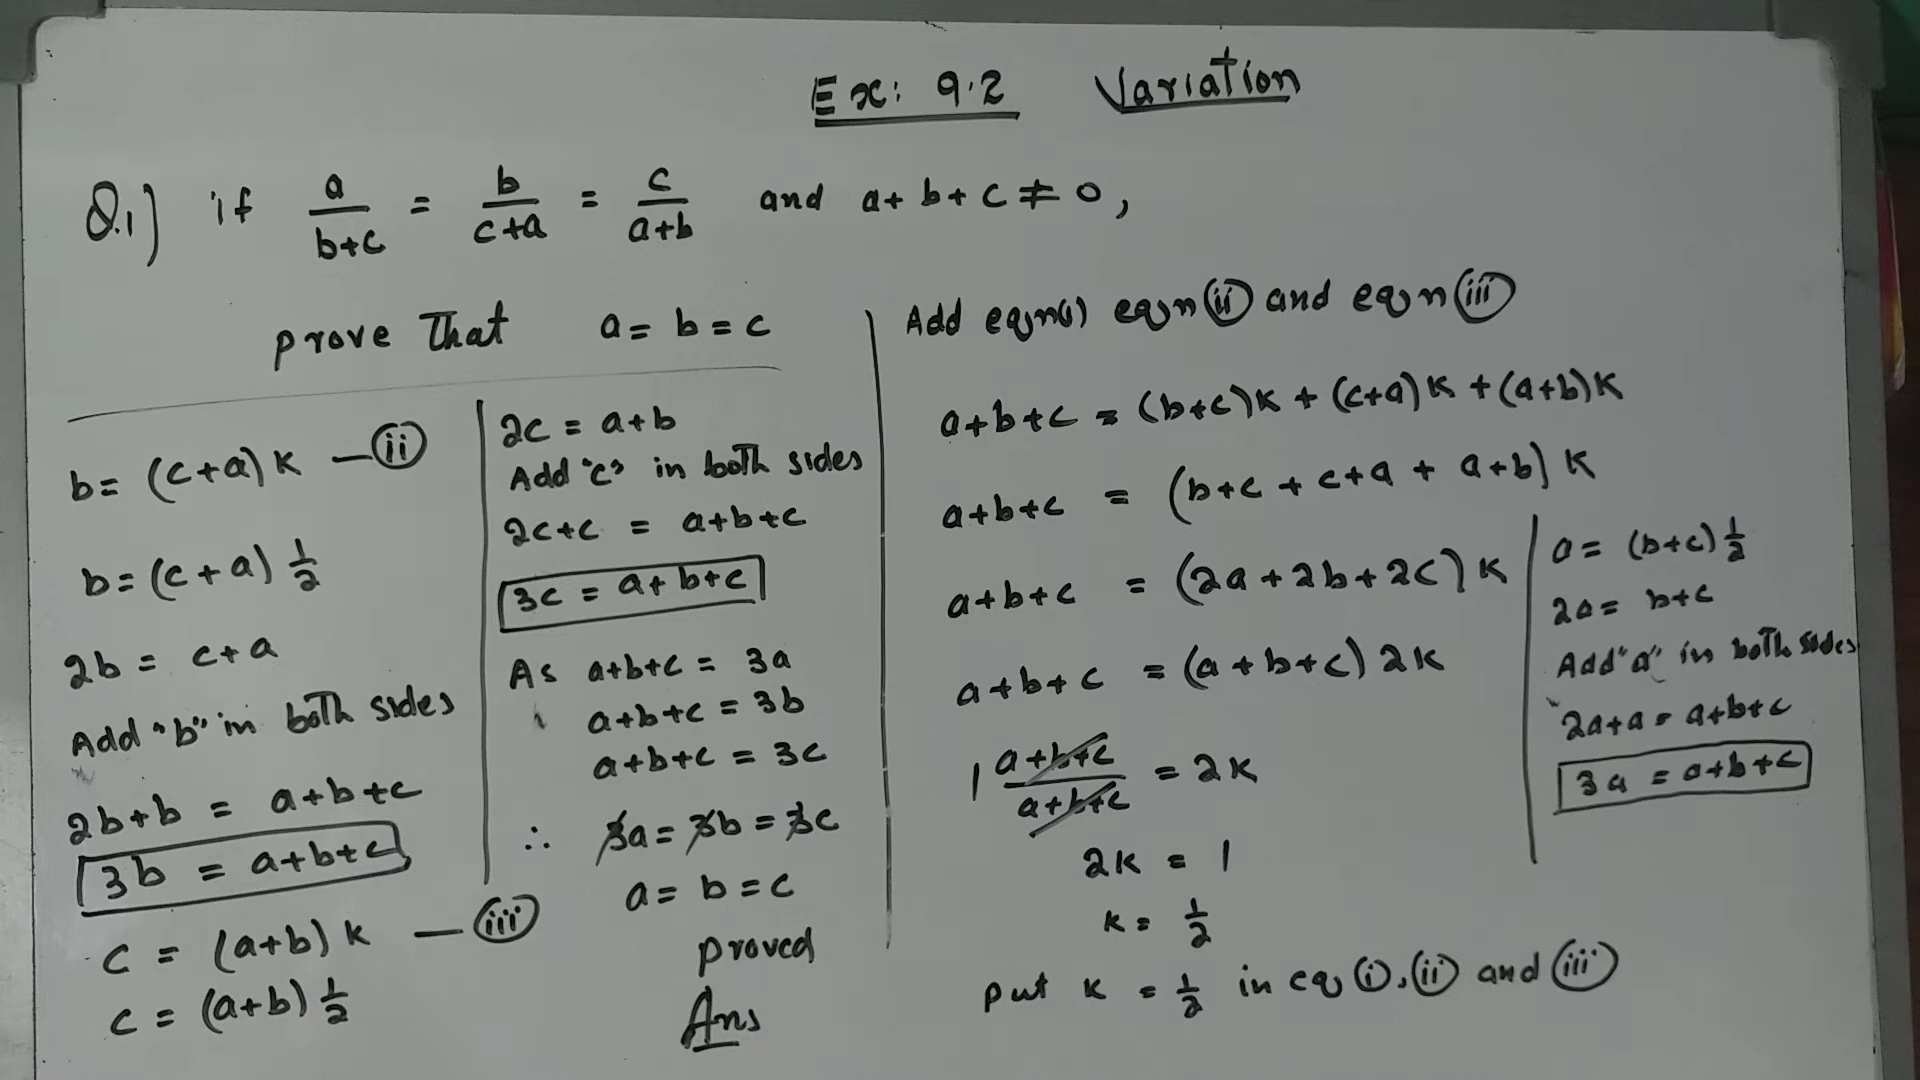 Ex: 9.2 Variation
Q.1) if a/(b+c) = b/(c+a) = c/(a+b) and a+b+c ≠ 0,
prove That a = b = c
b = (c+a) K — (ii)
b = (c+a) 1/2
2b = c+a
Add "b" in both sides
2b+b = a+b+c
3b = a+b+c
c = (a+b) k — (iii)
c = (a+b) 1/2
2c = a+b
Add "c" in both sides
2c+c = a+b+c
3c = a+b+c
As a+b+c = 3a
a+b+c = 3b
a+b+c = 3c
∴ 3a = 3b = 3c
a = b = c
proved
Ans
Add eqn(i) eqn (ii) and eqn (iii)
a+b+c = (b+c)K + (c+a)K + (a+b)K
a+b+c = (b+c + c+a + a+b) K
a+b+c = (2a+2b+2c) K
a+b+c = (a+b+c) 2K
1 (a+b+c)/(a+b+c) = 2K
2K = 1
K = 1/2
put K = 1/2 in eq (i), (ii) and (iii)
a = (b+c) 1/2
2a = b+c
Add "a" in both sides
2a+a = a+b+c
3a = a+b+c